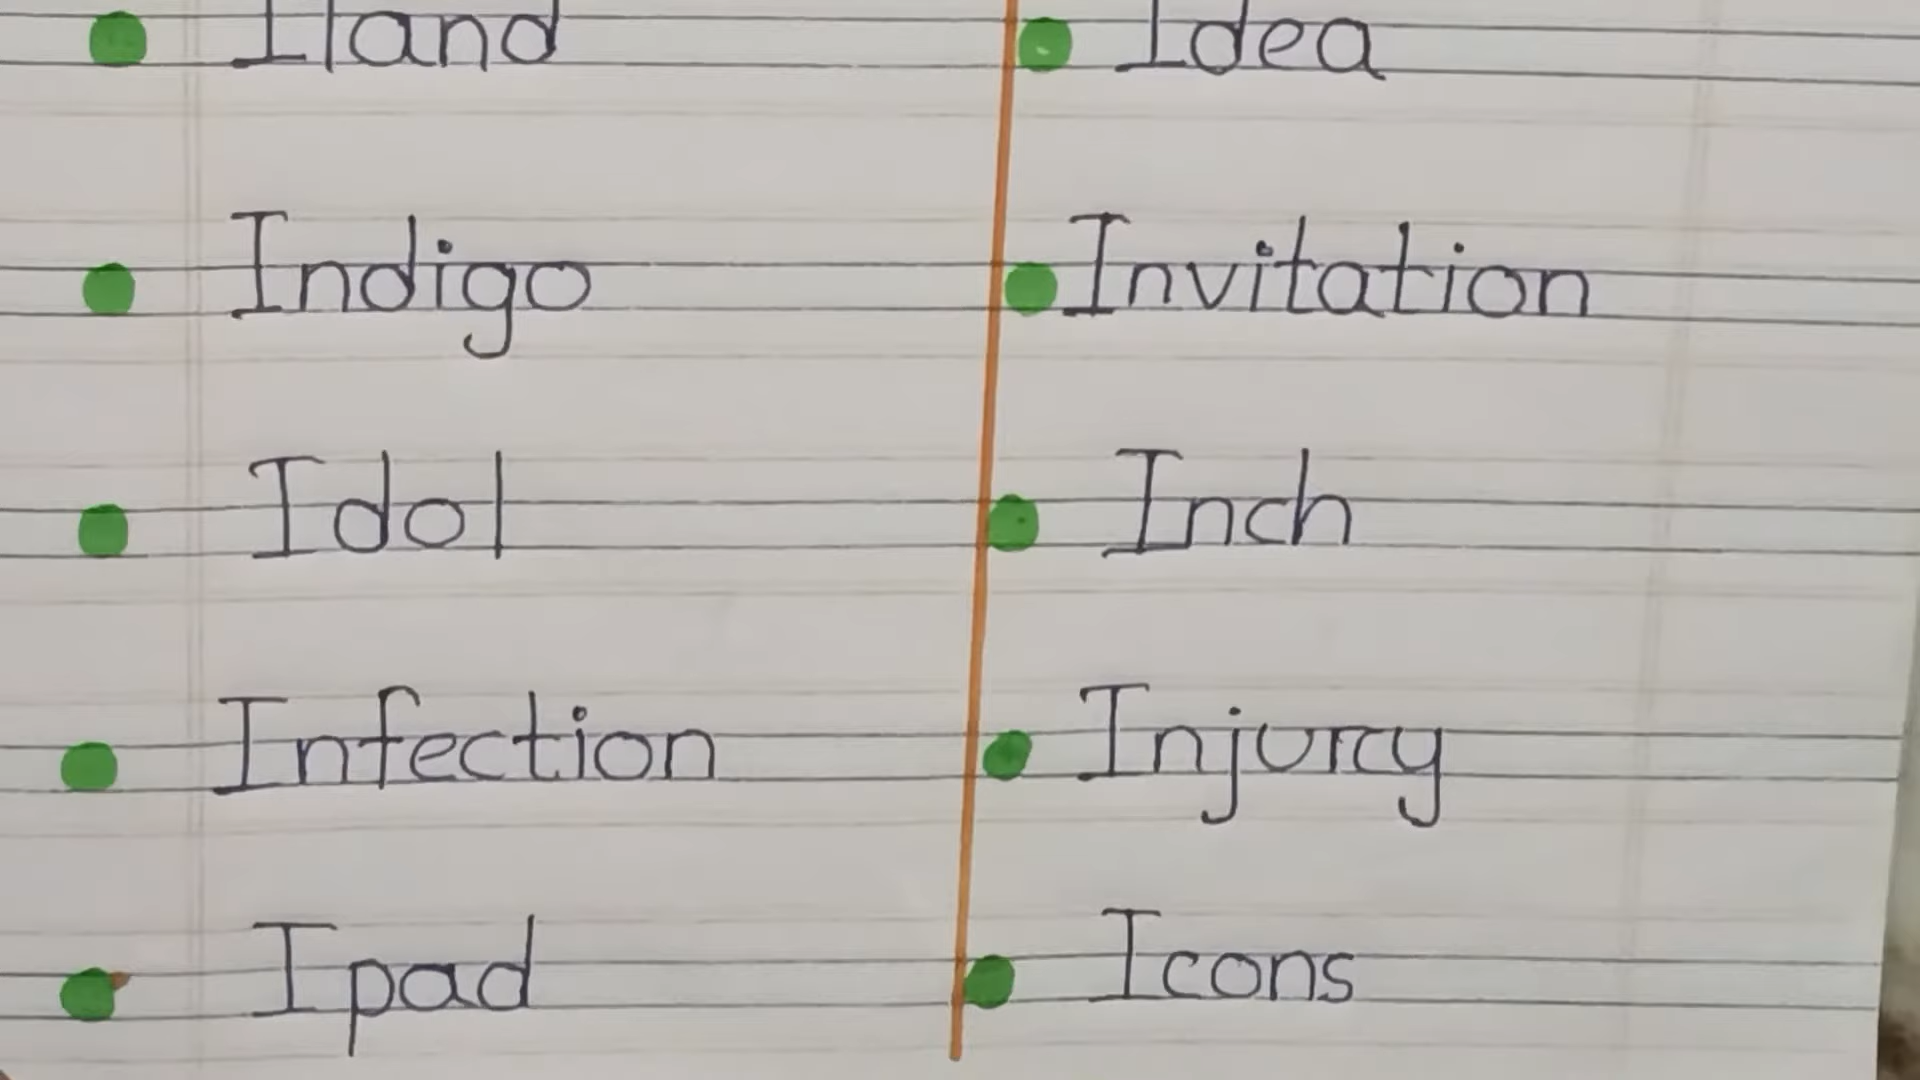 Iland Idea
Indigo Invitation
Idol Inch
Infection Injury
Ipad Icons